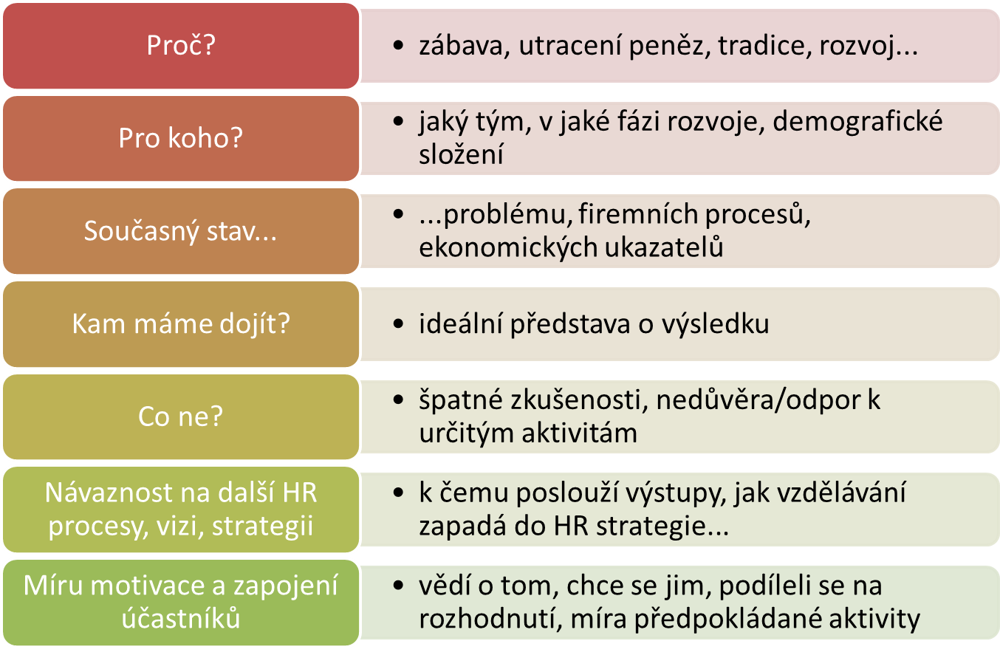 Proč?
• zábava, utracení peněz, tradice, rozvoj...
Pro koho?
• jaký tým, v jaké fázi rozvoje, demografické
složení
Současný stav...
• ...problému, firemních procesů,
ekonomických ukazatelů
Kam máme dojít?
• ideální představa o výsledku
Co ne?
• špatné zkušenosti, nedůvěra/odpor k
určitým aktivitám
Návaznost na další HR
procesy, vizi, strategii
• k čemu poslouží výstupy, jak vzdělávání
zapadá do HR strategie...
Míru motivace a zapojení
účastníků
• vědí o tom, chce se jim, podíleli se na
rozhodnutí, míra předpokládané aktivity